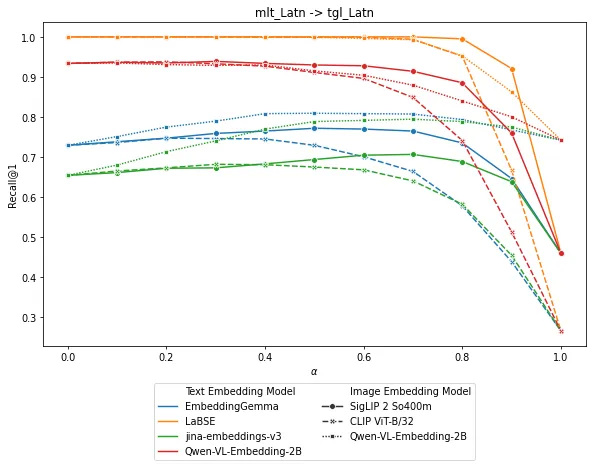 mlt_Latn -> tgl_Latn
Recall@1
1.0
0.9
0.8
0.7
0.6
0.5
0.4
0.3
0.0 0.2 0.4 0.6 0.8 1.0
α
Text Embedding Model
EmbeddingGemma
LaBSE
jina-embeddings-v3
Qwen-VL-Embedding-2B
Image Embedding Model
SigLIP 2 So400m
CLIP ViT-B/32
Qwen-VL-Embedding-2B